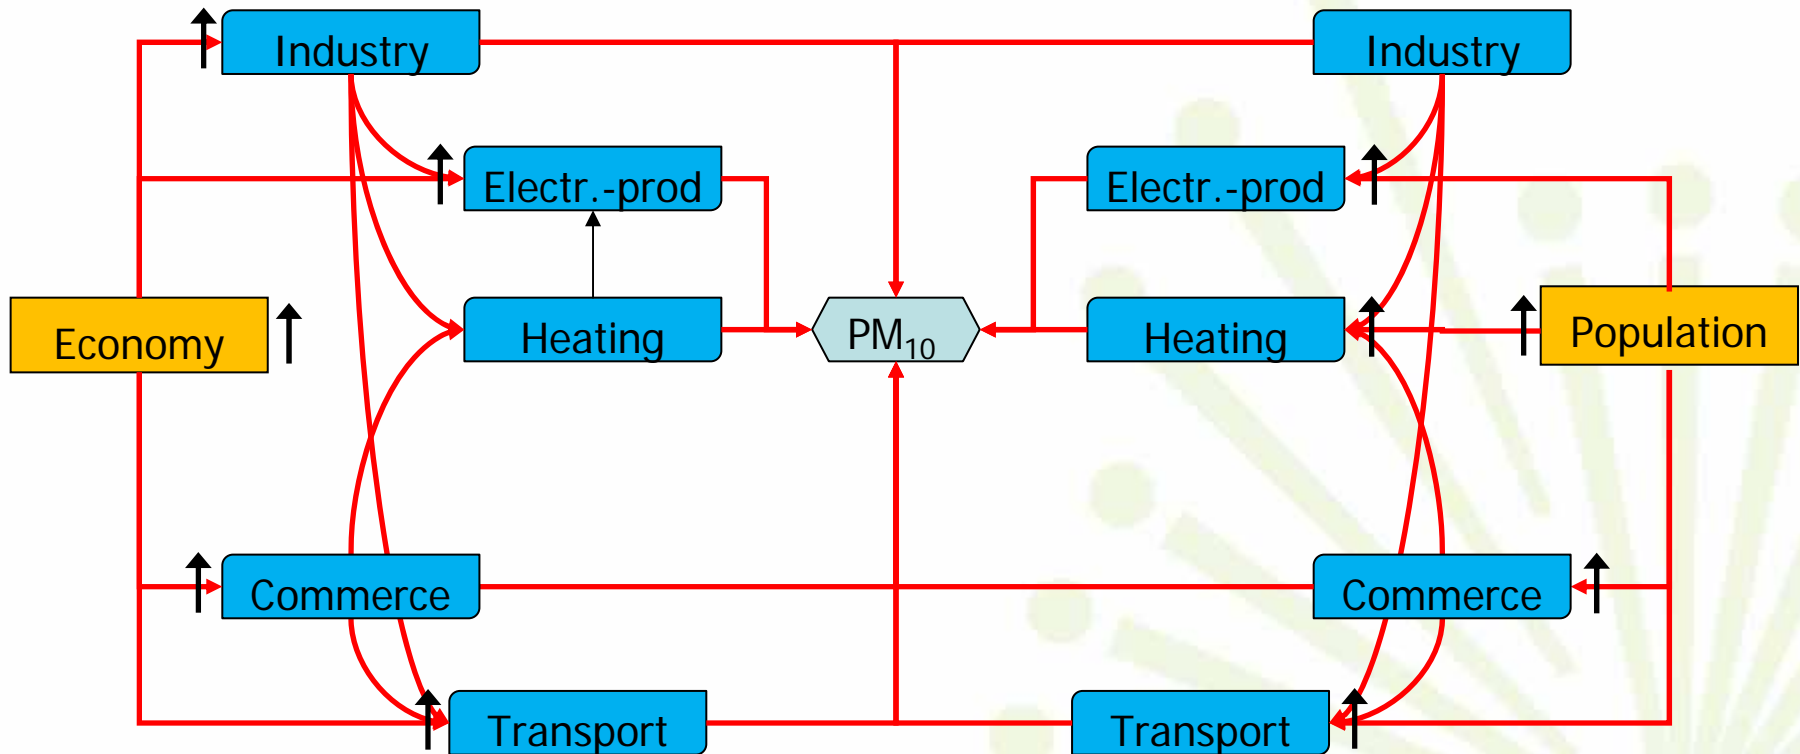 Industry
Industry
Electr.-prod
Electr.-prod
Economy
Heating
PM₁₀
Heating
Population
Commerce
Commerce
Transport
Transport